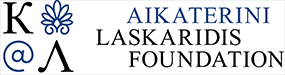 Κ
@ Λ
AIKATERINI
LASKARIDIS
FOUNDATION